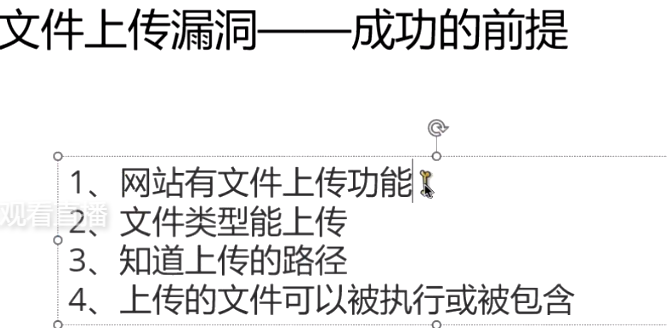 文件上传漏洞——成功的前提
1、网站有文件上传功能
观看直播
2、文件类型能上传
3、知道上传的路径
4、上传的文件可以被执行或被包含